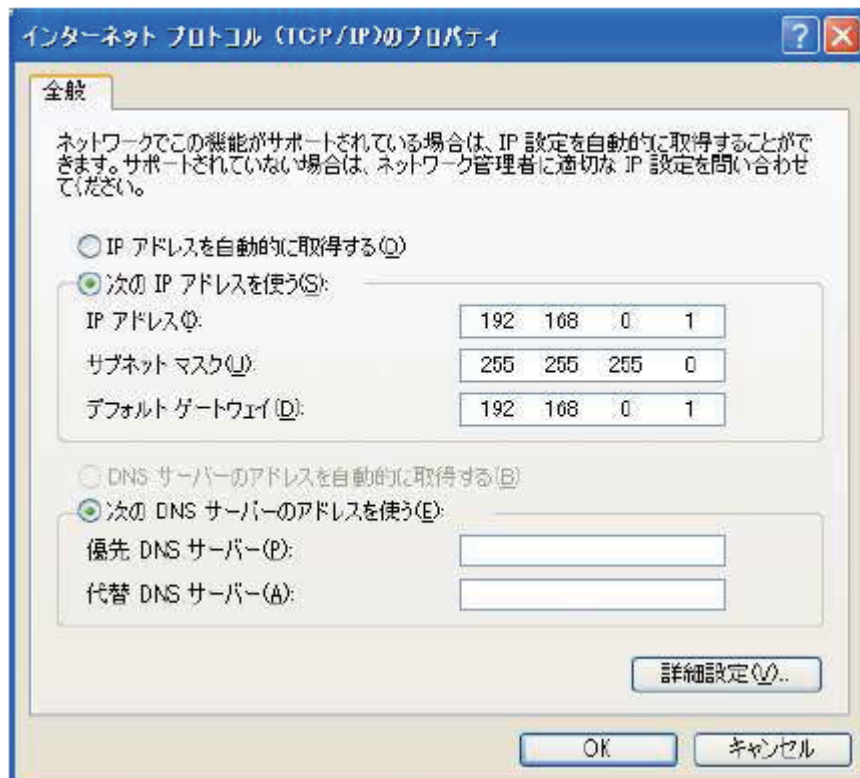 インターネット プロトコル (TCP/IP)のプロパティ
全般
ネットワークでこの機能がサポートされている場合は、IP 設定を自動的に取得することがで
きます。サポートされていない場合は、ネットワーク管理者に適切な IP 設定を問い合わせ
てください。
IP アドレスを自動的に取得する(O)
次の IP アドレスを使う(S):
IP アドレス(I): 192 168 0 1
サブネット マスク(U): 255 255 255 0
デフォルト ゲートウェイ(D): 192 168 0 1
DNS サーバーのアドレスを自動的に取得する(B)
次の DNS サーバーのアドレスを使う(E):
優先 DNS サーバー(P):
代替 DNS サーバー(A):
詳細設定(V)...
OK キャンセル